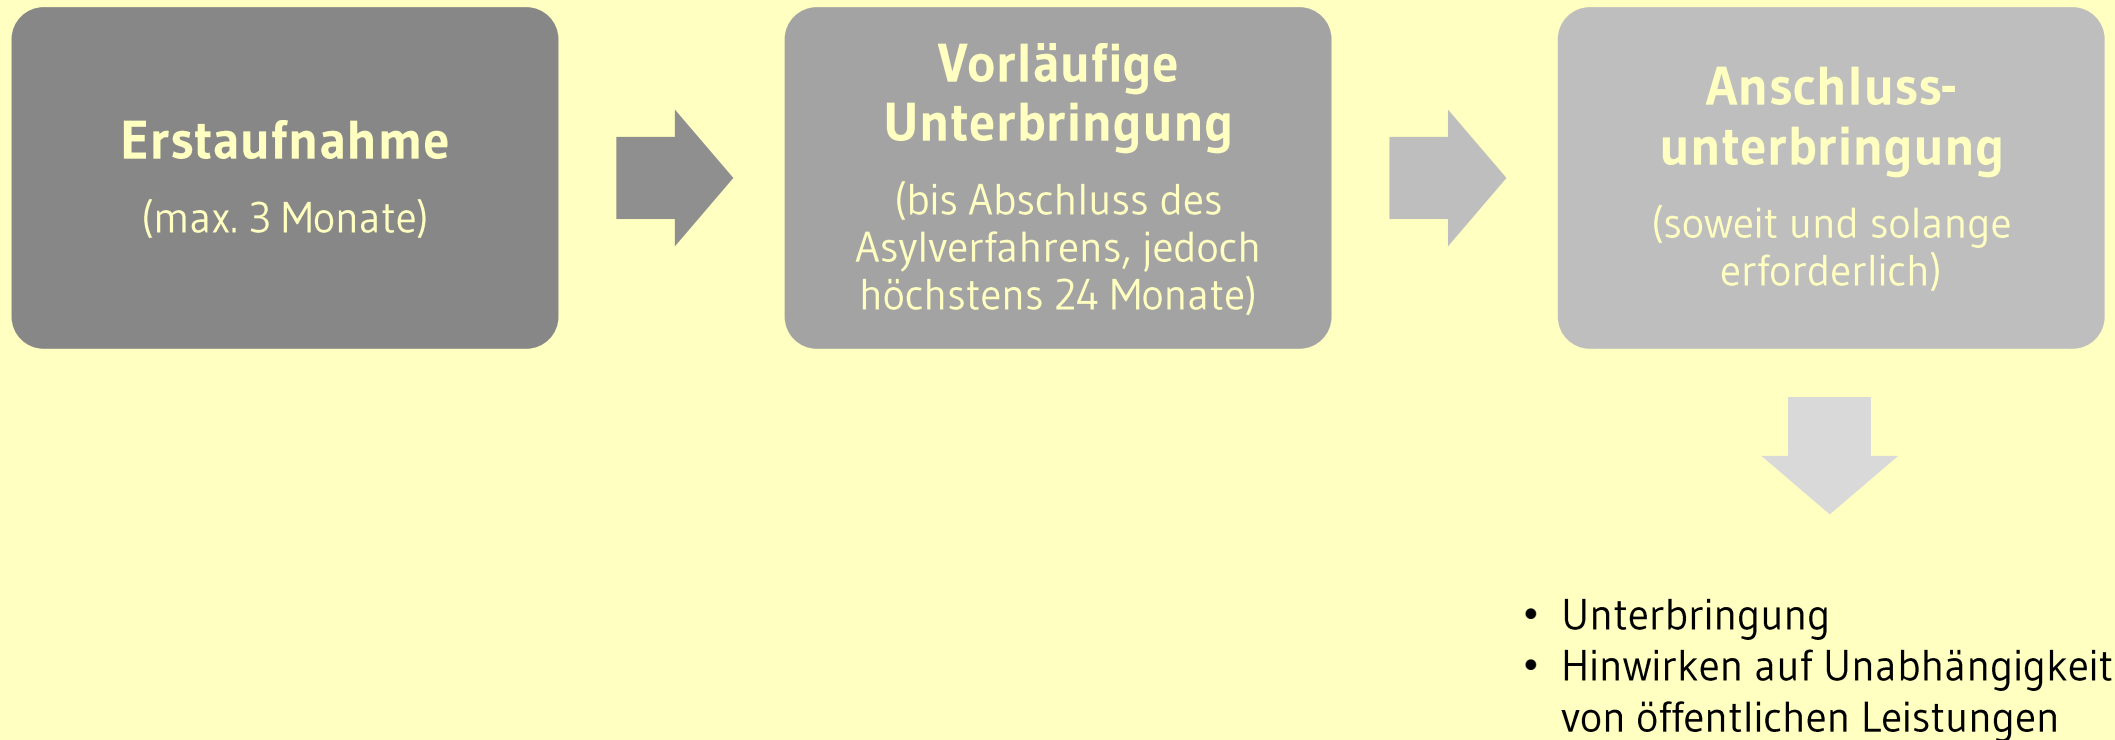 Erstaufnahme
(max. 3 Monate)
Vorläufige
Unterbringung
(bis Abschluss des
Asylverfahrens, jedoch
höchstens 24 Monate)
Anschluss-
unterbringung
(soweit und solange
erforderlich)
• Unterbringung
• Hinwirken auf Unabhängigkeit
von öffentlichen Leistungen